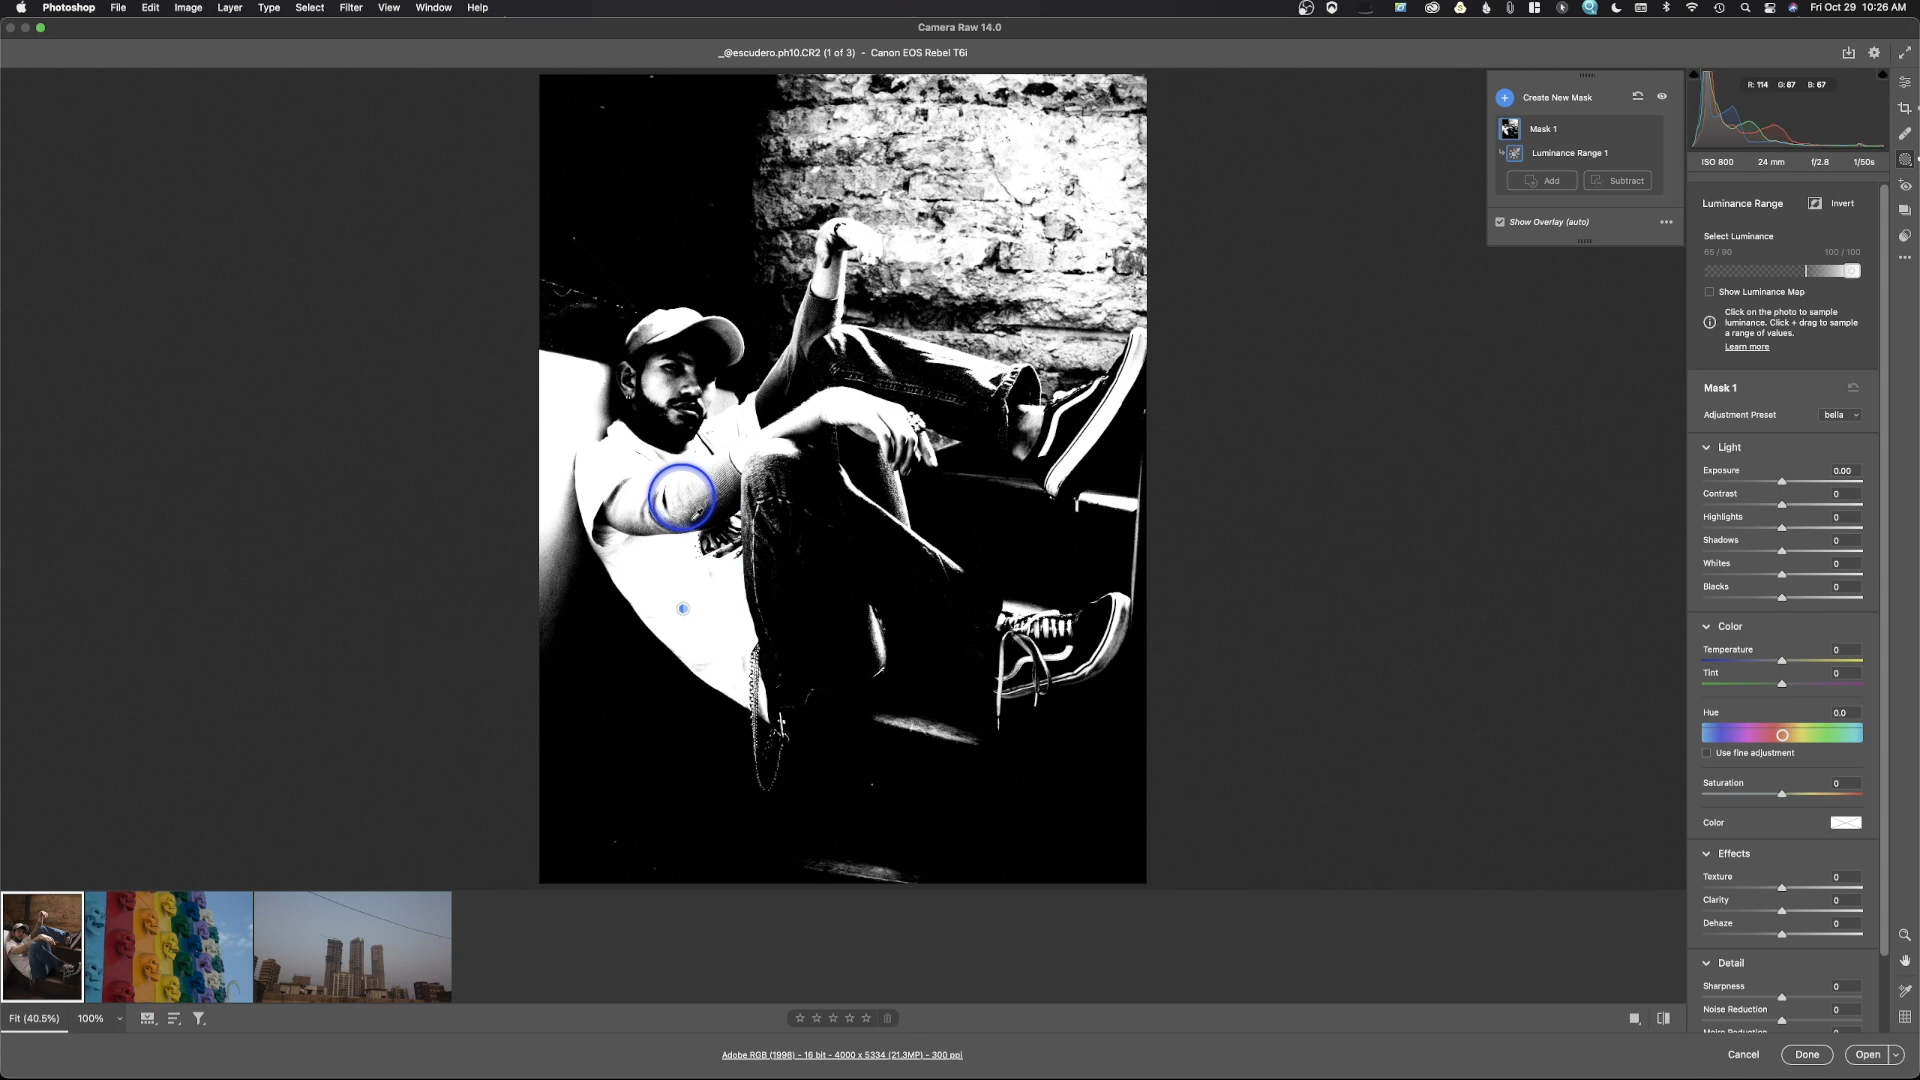 Photoshop File Edit Image Layer Type Select Filter View Window Help Fri Oct 29 10:26 AM
Camera Raw 14.0
_@escudero.ph10.CR2 (1 of 3) - Canon EOS Rebel T6i
R: 114 G: 87 B: 67
Create New Mask
Mask 1
Luminance Range 1
Add Subtract
Show Overlay (auto)
ISO 800 24 mm f/2.8 1/50s
Luminance Range Invert
Select Luminance
65 / 90 100 / 100
Show Luminance Map
Click on the photo to sample
luminance. Click + drag to sample
a range of values.
Learn more
Mask 1
Adjustment Preset bella
Light
Exposure 0.00
Contrast 0
Highlights 0
Shadows 0
Whites 0
Blacks 0
Color
Temperature 0
Tint 0
Hue 0.0
Use fine adjustment
Saturation 0
Color
Effects
Texture 0
Clarity 0
Dehaze 0
Detail
Sharpness 0
Noise Reduction 0
Fit (40.5%) 100%
Adobe RGB (1998) - 16 bit - 4000 x 5334 (21.3MP) - 300 ppi
Cancel Done Open